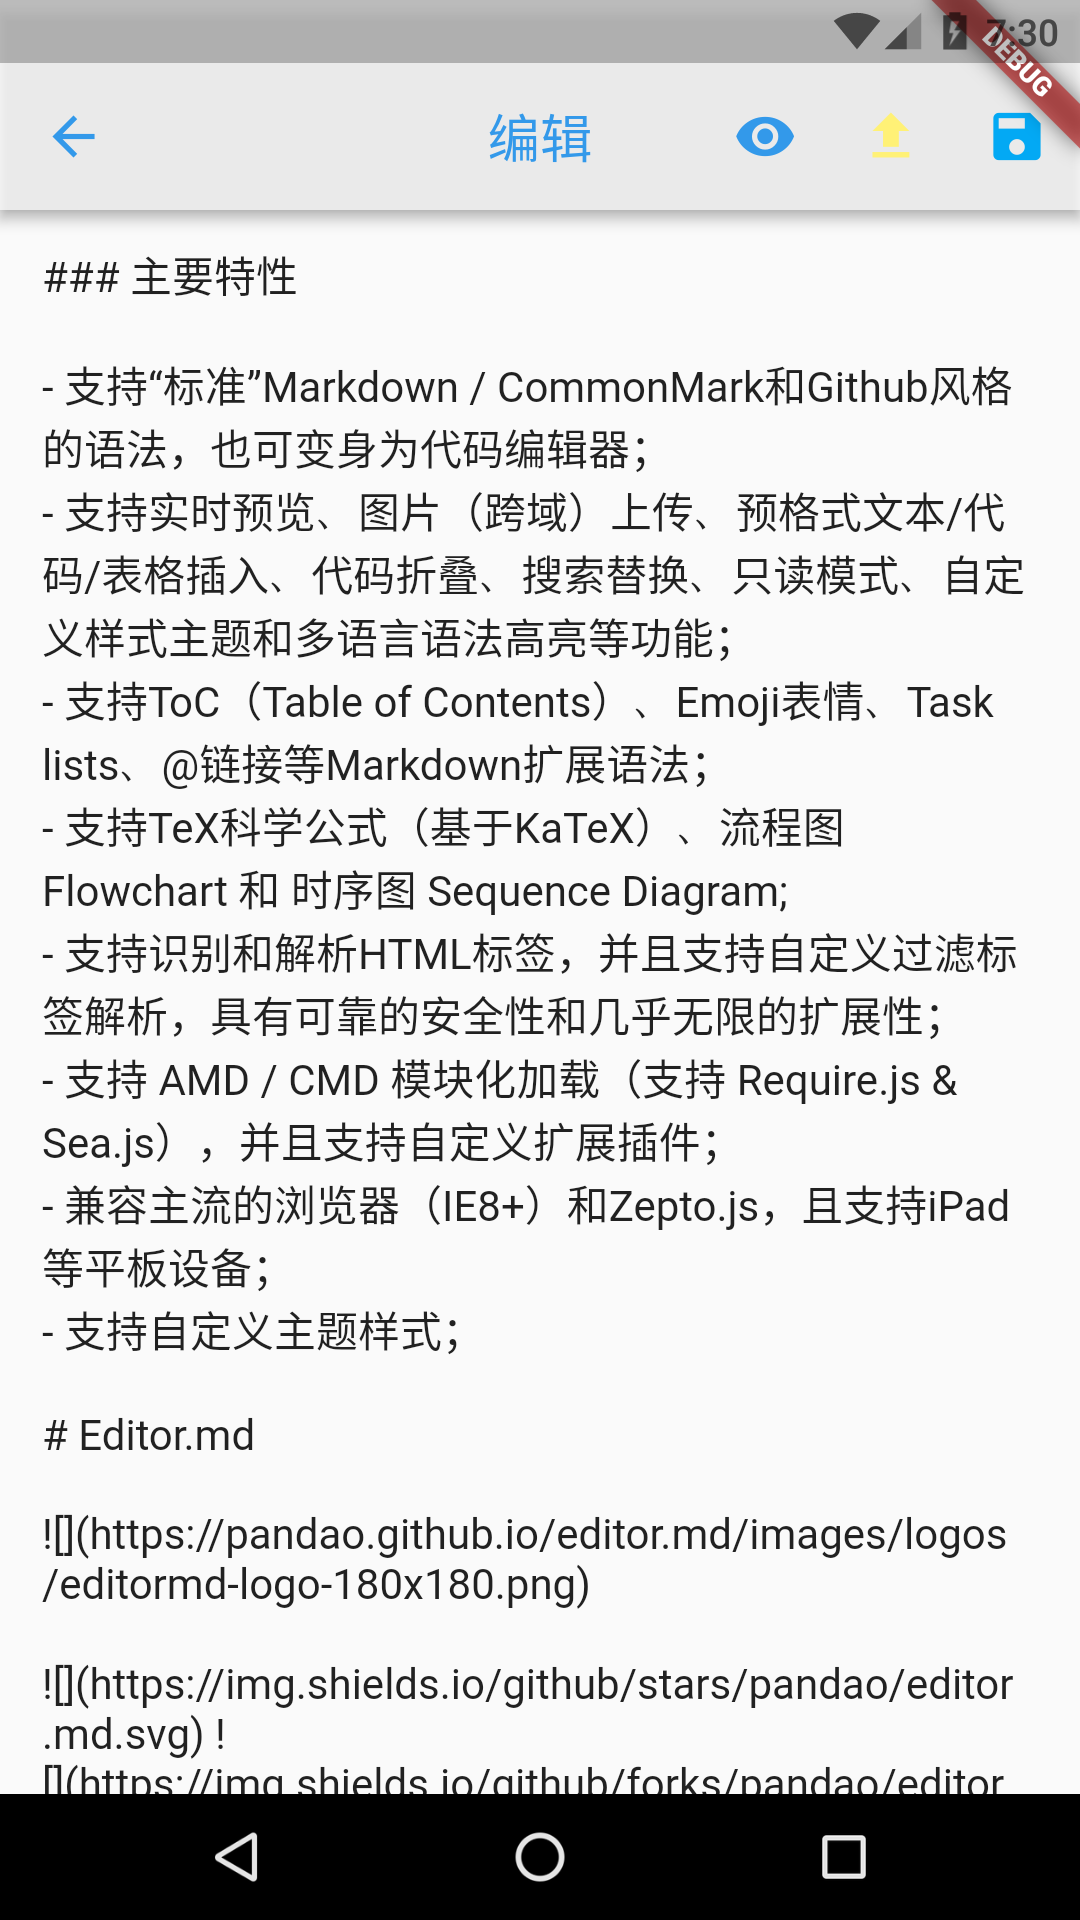 7:30
DEBUG
编辑
### 主要特性
- 支持“标准”Markdown / CommonMark和Github风格
的语法，也可变身为代码编辑器；
- 支持实时预览、图片（跨域）上传、预格式文本/代
码/表格插入、代码折叠、搜索替换、只读模式、自定
义样式主题和多语言语法高亮等功能；
- 支持ToC（Table of Contents）、Emoji表情、Task
lists、@链接等Markdown扩展语法；
- 支持TeX科学公式（基于KaTeX）、流程图
Flowchart 和 时序图 Sequence Diagram;
- 支持识别和解析HTML标签，并且支持自定义过滤标
签解析，具有可靠的安全性和几乎无限的扩展性；
- 支持 AMD / CMD 模块化加载（支持 Require.js &
Sea.js），并且支持自定义扩展插件；
- 兼容主流的浏览器（IE8+）和Zepto.js，且支持iPad
等平板设备；
- 支持自定义主题样式；
# Editor.md
![](https://pandao.github.io/editor.md/images/logos
/editormd-logo-180x180.png)
![](https://img.shields.io/github/stars/pandao/editor
.md.svg) !
[](https://img.shields.io/github/forks/pandao/editor